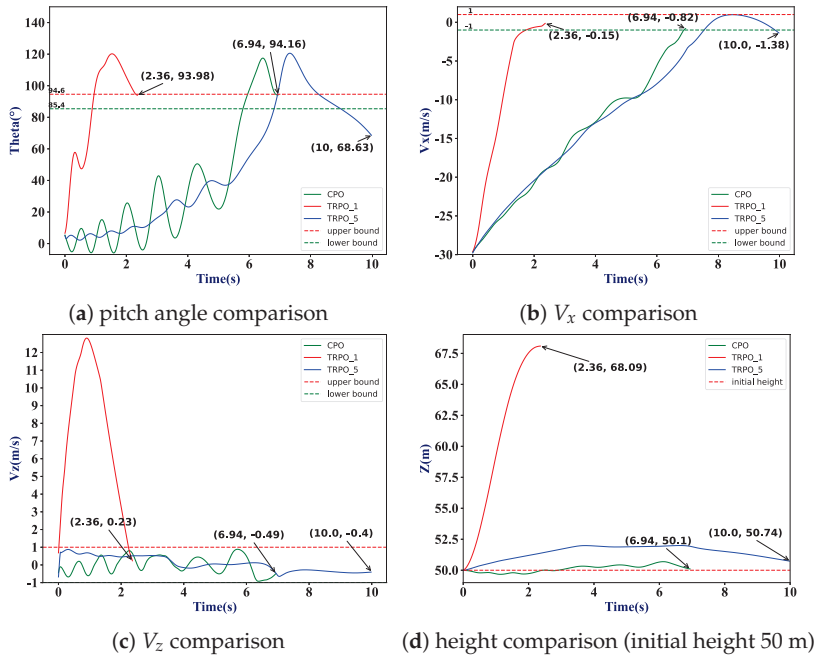 120
100
94.6
85.4
80
60
40
20
0
Theta(°)
(2.36, 93.98)
(6.94, 94.16)
(10, 68.63)
CPO
TRPO_1
TRPO_5
upper bound
lower bound
0 2 4 6 8 10
Time(s)
(a) pitch angle comparison
1
0
-1
-5
-10
-15
-20
-25
-30
Vx(m/s)
(6.94, -0.82)
(2.36, -0.15)
(10.0, -1.38)
CPO
TRPO_1
TRPO_5
upper bound
lower bound
0 2 4 6 8 10
Time(s)
(b) Vx comparison
12
11
10
9
8
7
6
5
4
3
2
1
0
-1
Vz(m/s)
CPO
TRPO_1
TRPO_5
upper bound
lower bound
(2.36, 0.23)
(6.94, -0.49)
(10.0, -0.4)
0 2 4 6 8 10
Time(s)
(c) Vz comparison
67.5
65.0
62.5
60.0
57.5
55.0
52.5
50.0
Z(m)
(2.36, 68.09)
CPO
TRPO_1
TRPO_5
initial height
(6.94, 50.1)
(10.0, 50.74)
0 2 4 6 8 10
Time(s)
(d) height comparison (initial height 50 m)